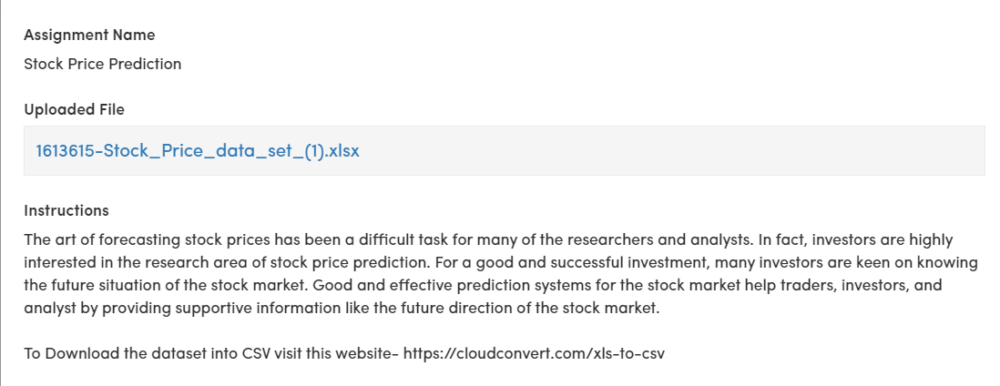 Assignment Name
Stock Price Prediction
Uploaded File
1613615-Stock_Price_data_set_(1).xlsx
Instructions
The art of forecasting stock prices has been a difficult task for many of the researchers and analysts. In fact, investors are highly
interested in the research area of stock price prediction. For a good and successful investment, many investors are keen on knowing
the future situation of the stock market. Good and effective prediction systems for the stock market help traders, investors, and
analyst by providing supportive information like the future direction of the stock market.
To Download the dataset into CSV visit this website- https://cloudconvert.com/xls-to-csv